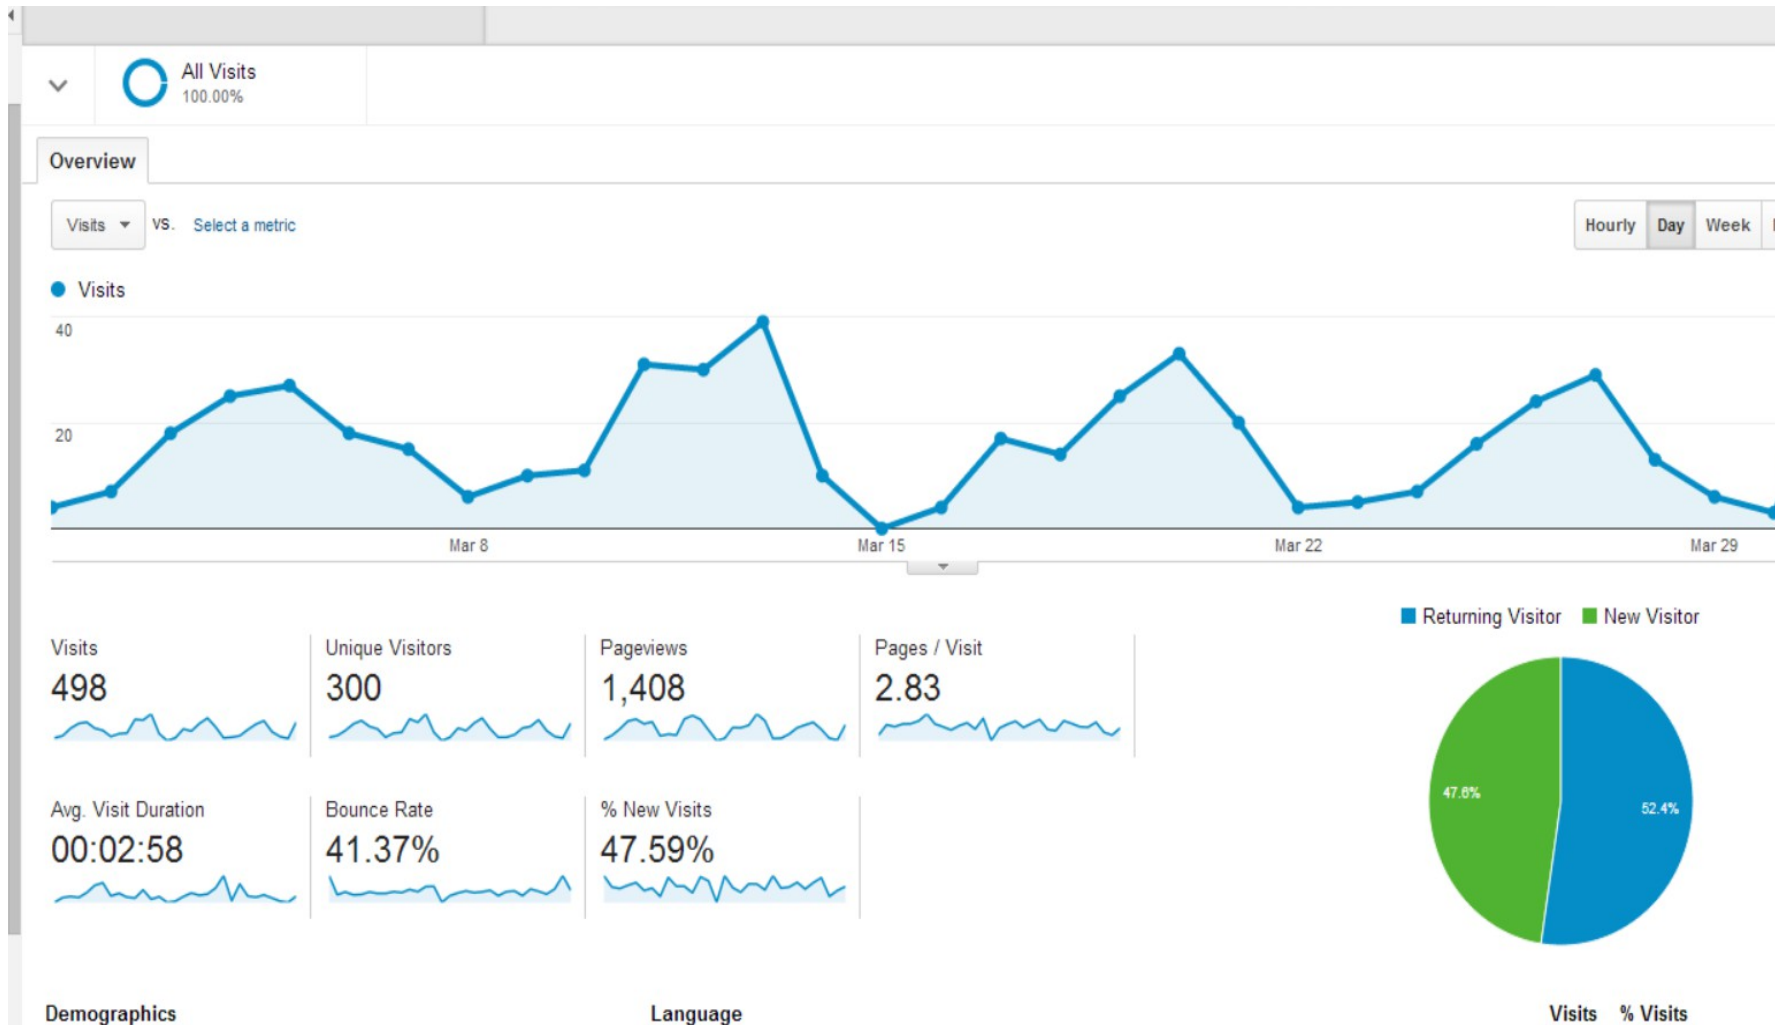 All Visits
100.00%
Overview
Visits VS. Select a metric
Hourly Day Week
Visits
40
20
Mar 8 Mar 15 Mar 22 Mar 29
Returning Visitor New Visitor
Visits Unique Visitors Pageviews Pages / Visit
498 300 1,408 2.83
47.6% 52.4%
Avg. Visit Duration Bounce Rate % New Visits
00:02:58 41.37% 47.59%
Demographics Language Visits % Visits